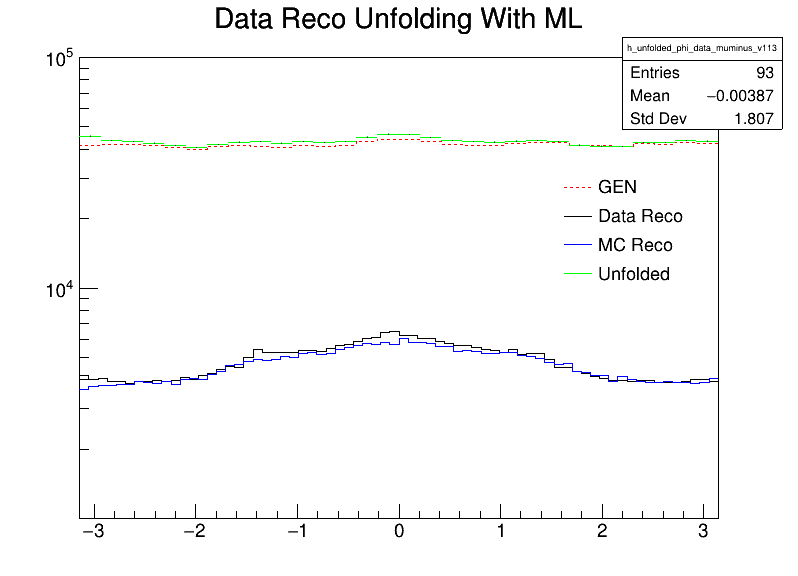 Data Reco Unfolding With ML
h_unfolded_phi_data_muminus_v113
Entries 93
Mean −0.00387
Std Dev 1.807
10^5
GEN
Data Reco
MC Reco
Unfolded
10^4
−3 −2 −1 0 1 2 3